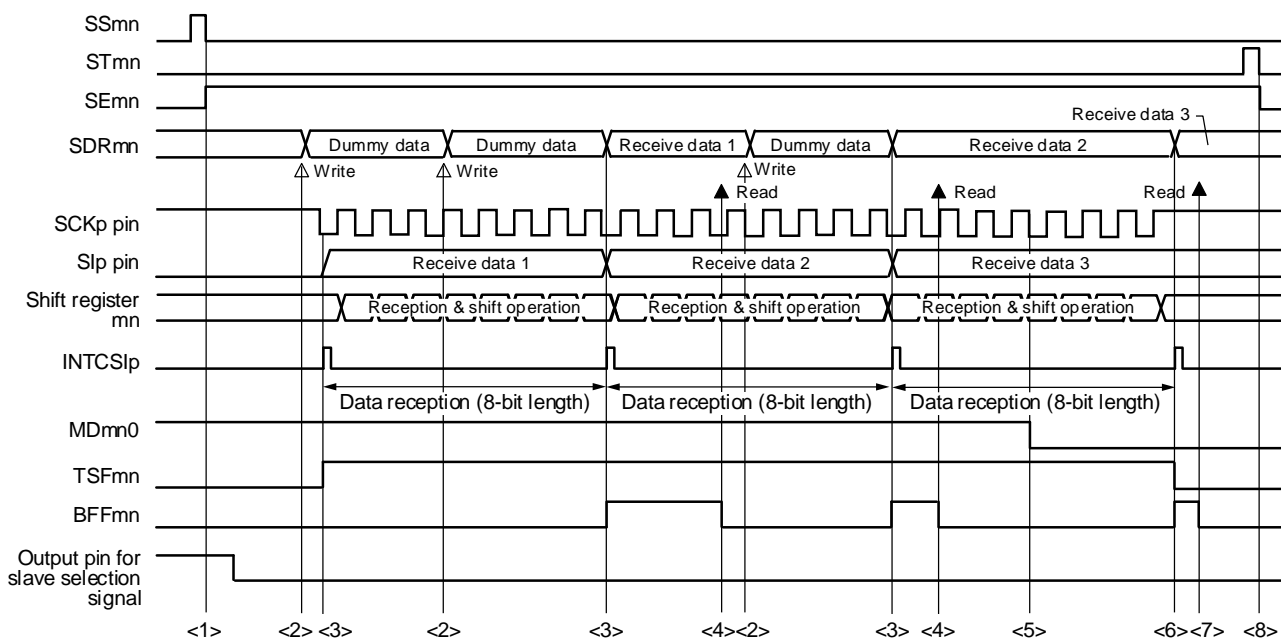 SSmn
STmn
SEmn
Receive data 3
SDRmn Dummy data Dummy data Receive data 1 Dummy data Receive data 2
Write Write Write
Read Read Read
SCKp pin
SIp pin Receive data 1 Receive data 2 Receive data 3
Shift register mn Reception & shift operation Reception & shift operation Reception & shift operation
INTCSIp
Data reception (8-bit length) Data reception (8-bit length) Data reception (8-bit length)
MDmn0
TSFmn
BFFmn
Output pin for
slave selection
signal
<1> <2> <3> <2> <3> <4> <2> <3> <4> <5> <6> <7> <8>